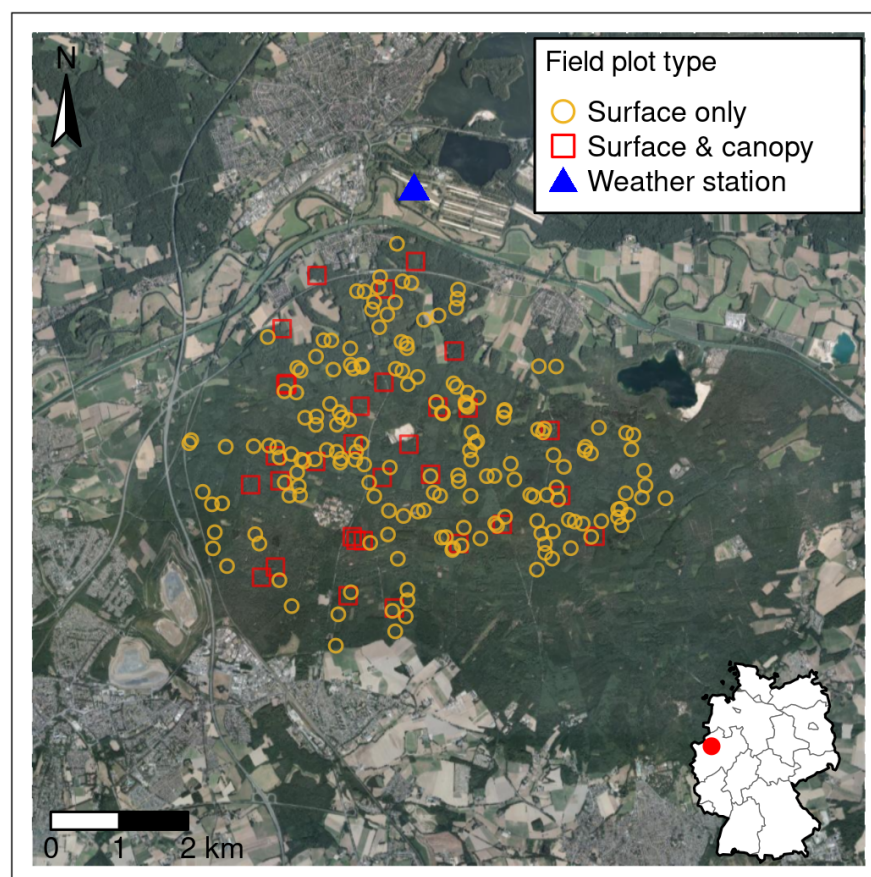 N
Field plot type
Surface only
Surface & canopy
Weather station
0 1 2 km